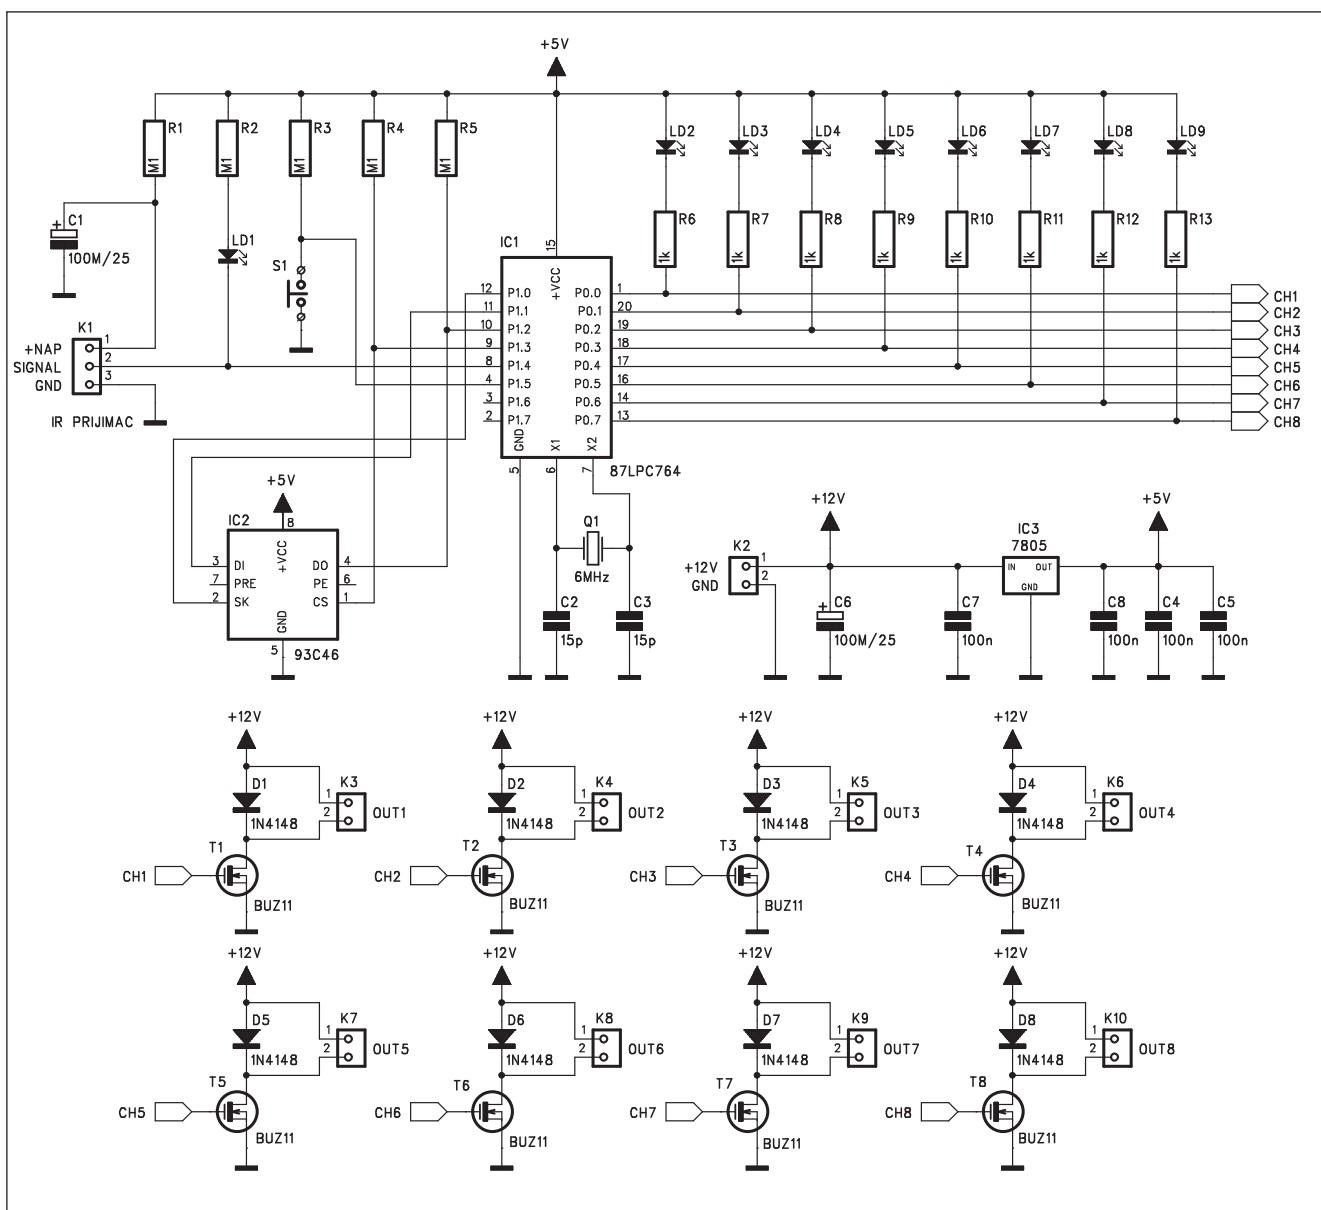 +5V
R1 R2 R3 R4 R5 LD2 LD3 LD4 LD5 LD6 LD7 LD8 LD9
M1 M1 M1 M1 M1
C1
+
100M/25
LD1
S1
R6 R7 R8 R9 R10 R11 R12 R13
1k 1k 1k 1k 1k 1k 1k 1k
IC1
15
+VCC
12 P1.0 P0.0 1 CH1
11 P1.1 P0.1 20 CH2
10 P1.2 P0.2 19 CH3
9 P1.3 P0.3 18 CH4
8 P1.4 P0.4 17 CH5
4 P1.5 P0.5 16 CH6
3 P1.6 P0.6 14 CH7
2 P1.7 P0.7 13 CH8
GND X1 X2
5 6 7
87LPC764
K1
+NAP 1
SIGNAL 2
GND 3
IR PRIJIMAC
+5V
IC2
8
+VCC
3 DI DO 4
7 PRE PE 6
2 SK CS 1
GND
5
93C46
Q1
6MHz
C2 C3
15p 15p
+12V
+5V
K2
+12V 1
GND 2
IC3
7805
IN OUT
GND
+
C6
100M/25
C7
100n
C8
100n
C4
100n
C5
100n
+12V +12V +12V +12V
D1 K3 D2 K4 D3 K5 D4 K6
1 1 1 1
2 OUT1 2 OUT2 2 OUT3 2 OUT4
1N4148 1N4148 1N4148 1N4148
T1 T2 T3 T4
CH1 CH2 CH3 CH4
BUZ11 BUZ11 BUZ11 BUZ11
+12V +12V +12V +12V
D5 K7 D6 K8 D7 K9 D8 K10
1 1 1 1
2 OUT5 2 OUT6 2 OUT7 2 OUT8
1N4148 1N4148 1N4148 1N4148
T5 T6 T7 T8
CH5 CH6 CH7 CH8
BUZ11 BUZ11 BUZ11 BUZ11